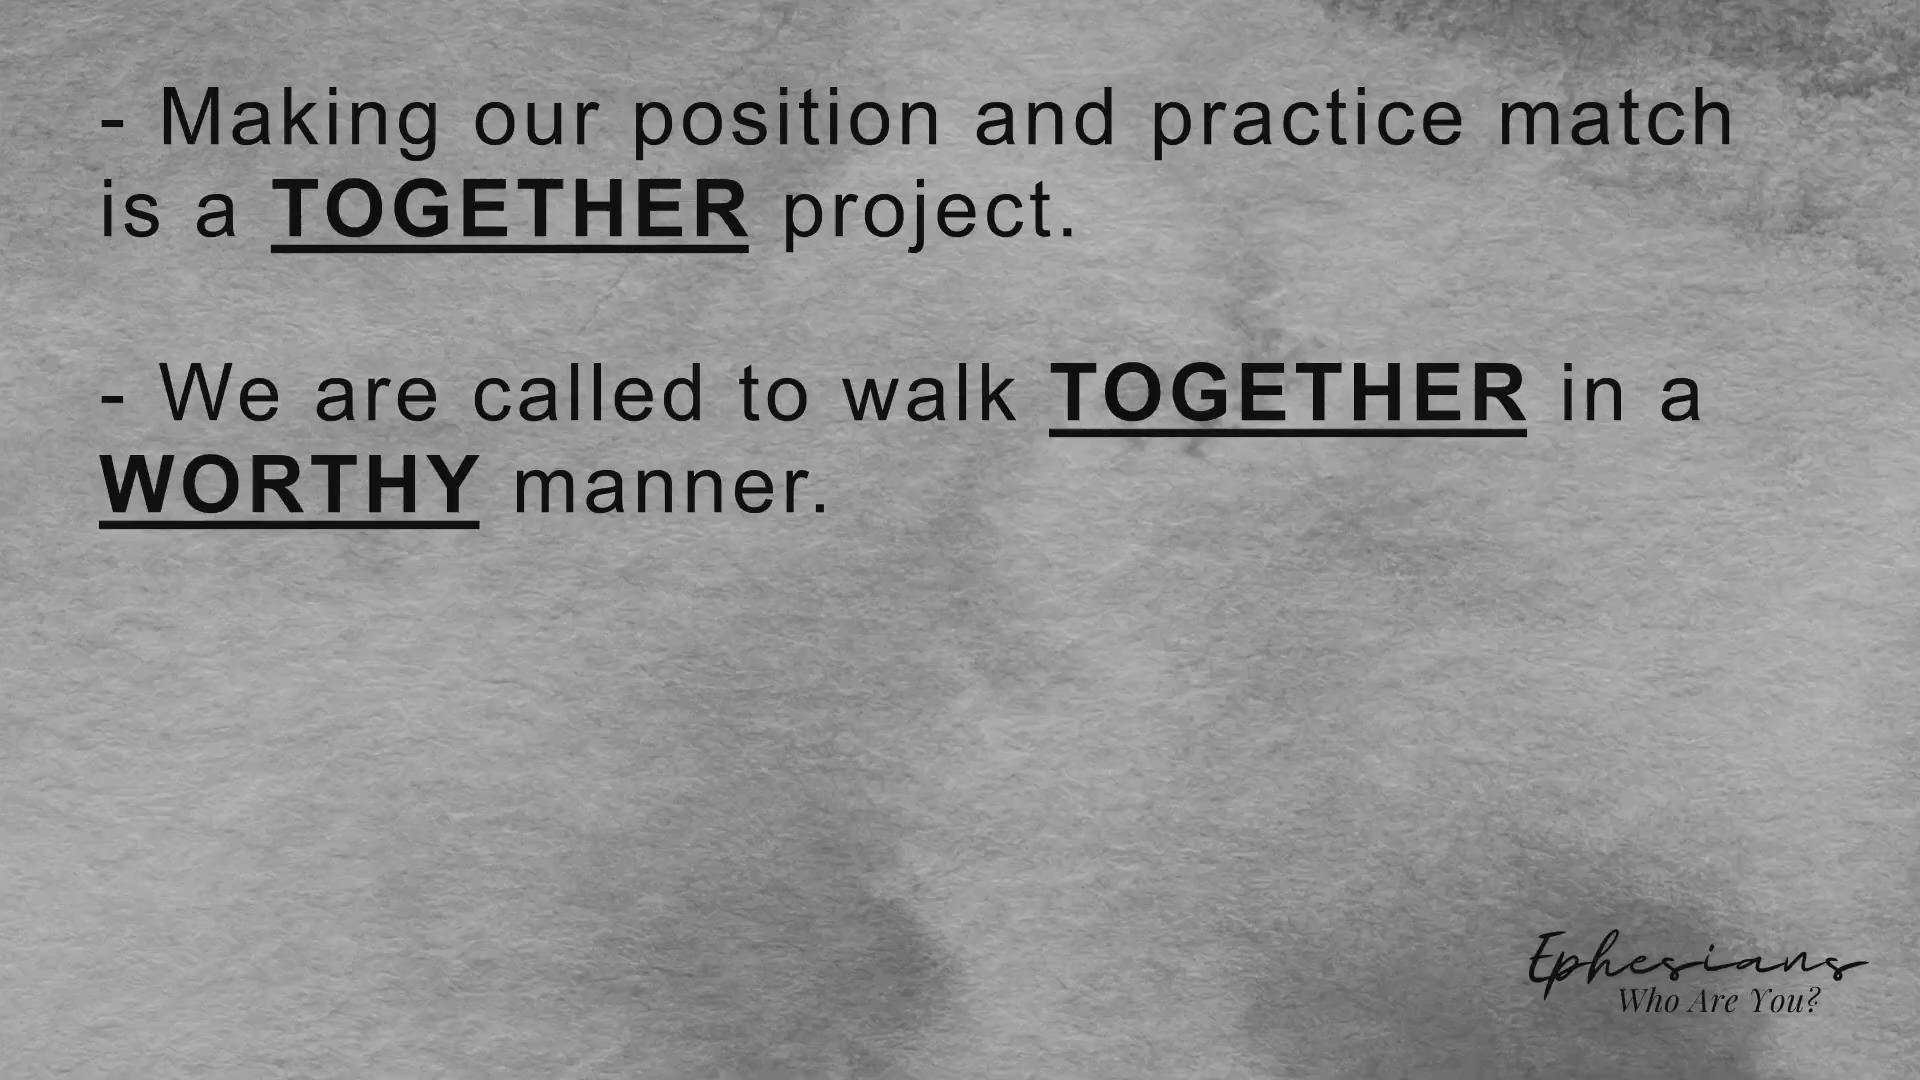 - Making our position and practice match
is a TOGETHER project.
- We are called to walk TOGETHER in a
WORTHY manner.
Ephesians
Who Are You?